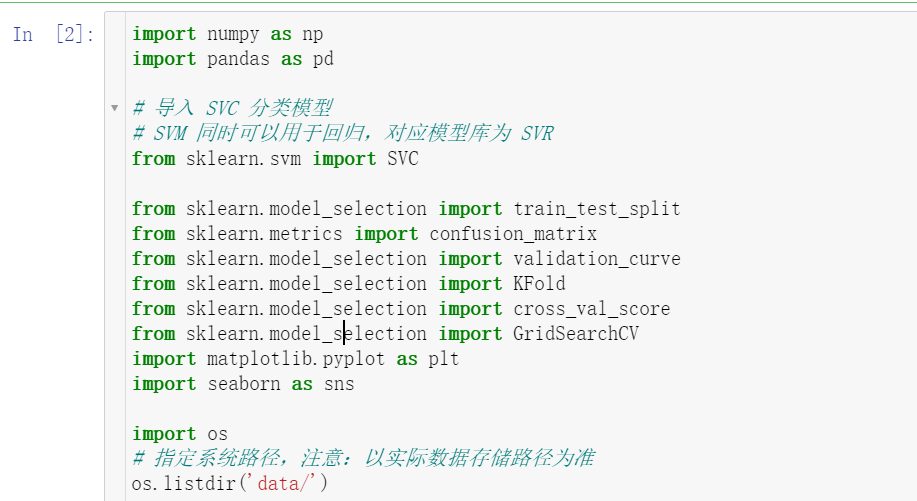 In [2]:
import numpy as np
import pandas as pd
# 导入 SVC 分类模型
# SVM 同时可以用于回归，对应模型库为 SVR
from sklearn.svm import SVC
from sklearn.model_selection import train_test_split
from sklearn.metrics import confusion_matrix
from sklearn.model_selection import validation_curve
from sklearn.model_selection import KFold
from sklearn.model_selection import cross_val_score
from sklearn.model_selection import GridSearchCV
import matplotlib.pyplot as plt
import seaborn as sns
import os
# 指定系统路径，注意：以实际数据存储路径为准
os.listdir('data/')